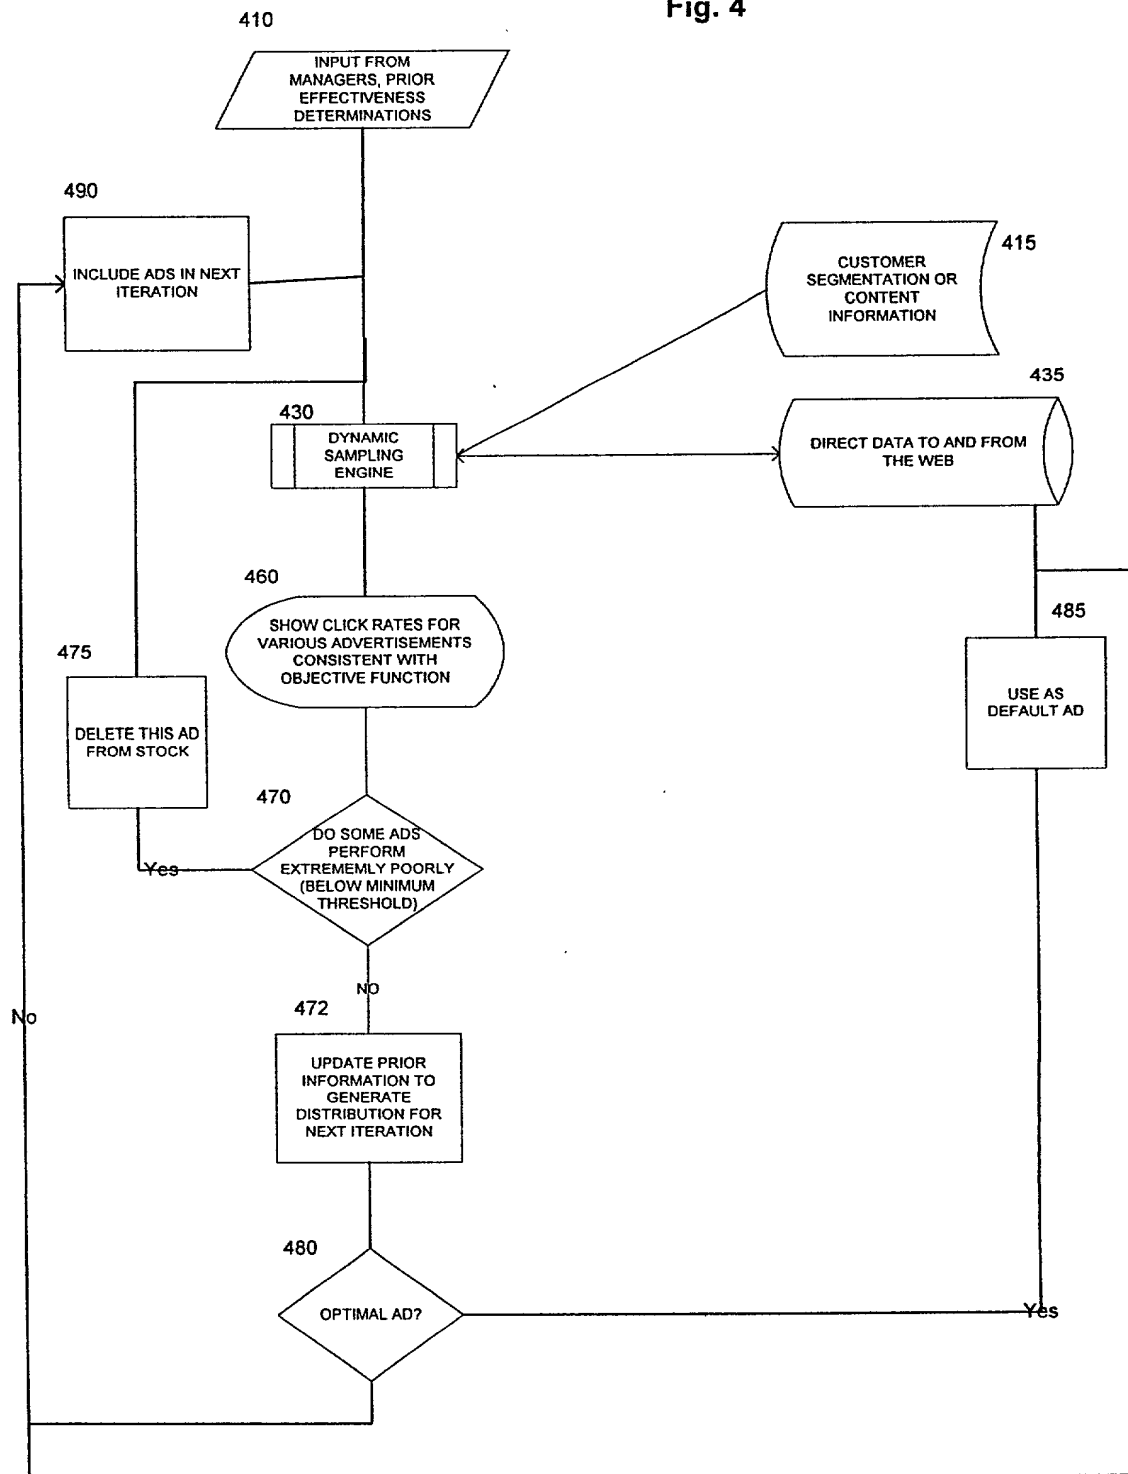 Fig. 4
410
INPUT FROM
MANAGERS, PRIOR
EFFECTIVENESS
DETERMINATIONS
490
INCLUDE ADS IN NEXT
ITERATION
415
CUSTOMER
SEGMENTATION OR
CONTENT
INFORMATION
435
DIRECT DATA TO AND FROM
THE WEB
430
DYNAMIC
SAMPLING
ENGINE
460
SHOW CLICK RATES FOR
VARIOUS ADVERTISEMENTS
CONSISTENT WITH
OBJECTIVE FUNCTION
485
USE AS
DEFAULT AD
475
DELETE THIS AD
FROM STOCK
470
DO SOME ADS
PERFORM
EXTREMEMLY POORLY
(BELOW MINIMUM
THRESHOLD)
Yes
NO
No
472
UPDATE PRIOR
INFORMATION TO
GENERATE
DISTRIBUTION FOR
NEXT ITERATION
480
OPTIMAL AD?
Yes